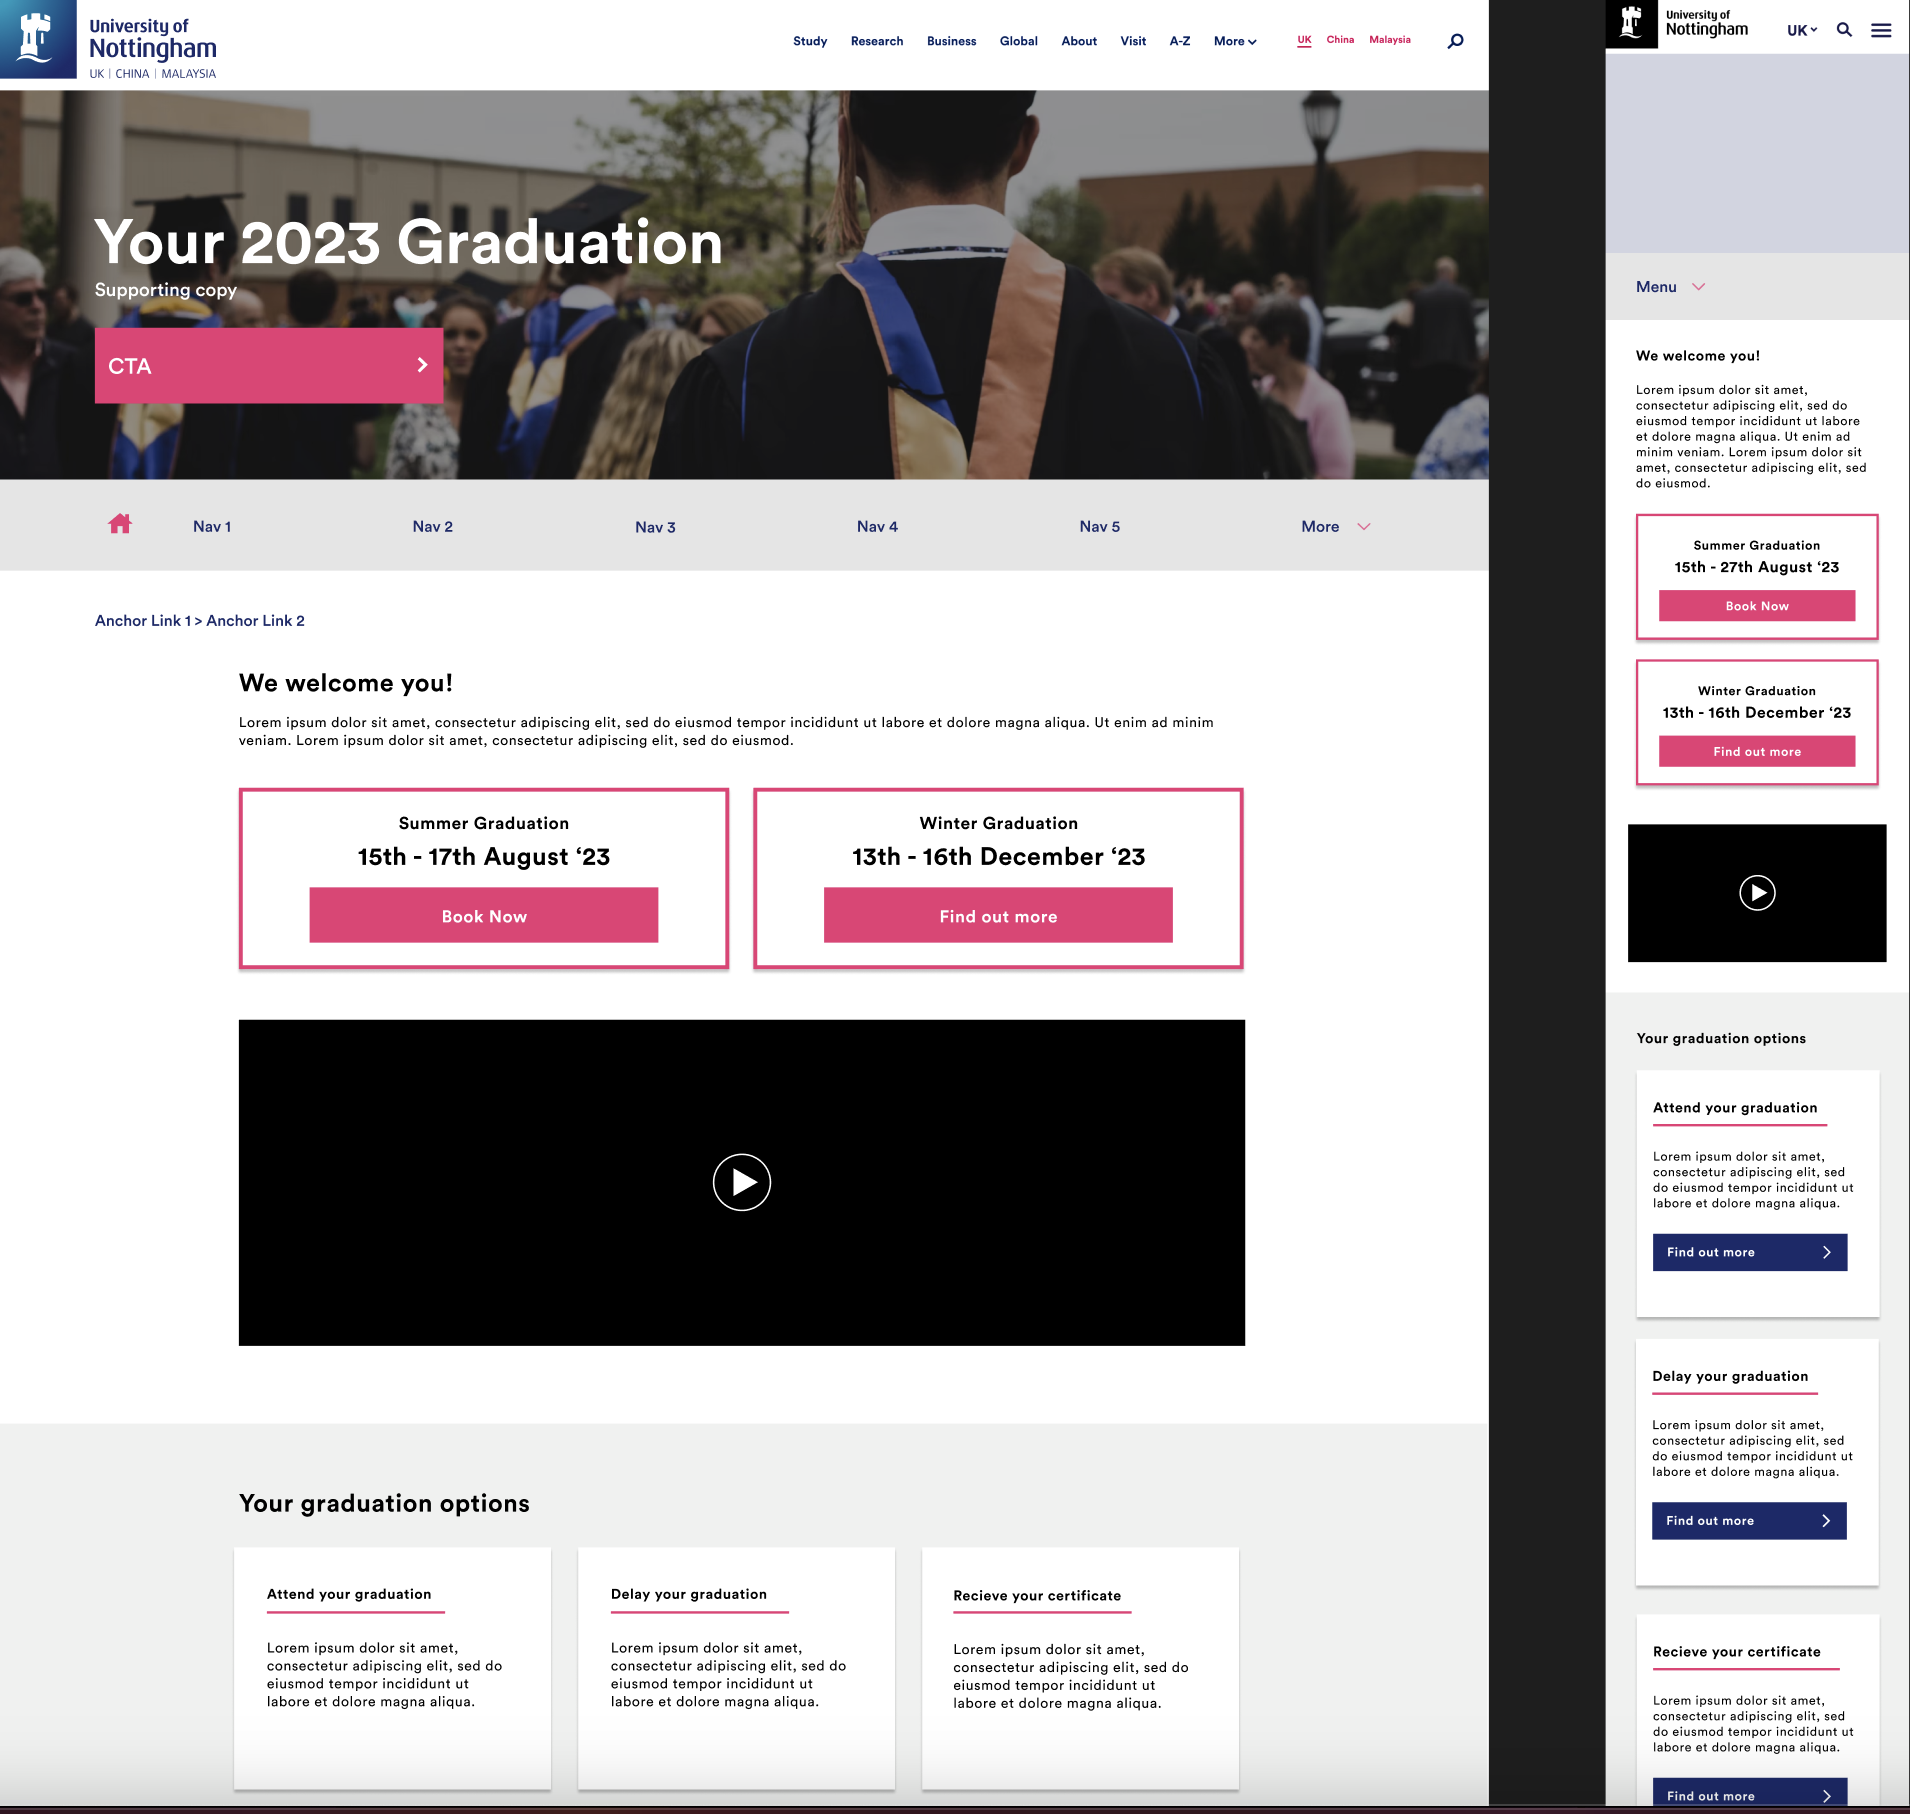 University of
Nottingham
UK | CHINA | MALAYSIA
Study Research Business Global About Visit A-Z More UK China Malaysia
Your 2023 Graduation
Supporting copy
CTA
Nav 1 Nav 2 Nav 3 Nav 4 Nav 5 More
Anchor Link 1 > Anchor Link 2
We welcome you!
Lorem ipsum dolor sit amet, consectetur adipiscing elit, sed do eiusmod tempor incididunt ut labore et dolore magna aliqua. Ut enim ad minim
veniam. Lorem ipsum dolor sit amet, consectetur adipiscing elit, sed do eiusmod.
Summer Graduation
15th - 17th August ‘23
Book Now
Winter Graduation
13th - 16th December ‘23
Find out more
Your graduation options
Attend your graduation
Lorem ipsum dolor sit amet,
consectetur adipiscing elit, sed do
eiusmod tempor incididunt ut
labore et dolore magna aliqua.
Delay your graduation
Lorem ipsum dolor sit amet,
consectetur adipiscing elit, sed do
eiusmod tempor incididunt ut
labore et dolore magna aliqua.
Recieve your certificate
Lorem ipsum dolor sit amet,
consectetur adipiscing elit, sed do
eiusmod tempor incididunt ut
labore et dolore magna aliqua.
University of
Nottingham
UK
Menu
We welcome you!
Lorem ipsum dolor sit amet,
consectetur adipiscing elit, sed do
eiusmod tempor incididunt ut labore
et dolore magna aliqua. Ut enim ad
minim veniam. Lorem ipsum dolor sit
amet, consectetur adipiscing elit, sed
do eiusmod.
Summer Graduation
15th - 27th August ‘23
Book Now
Winter Graduation
13th - 16th December ‘23
Find out more
Your graduation options
Attend your graduation
Lorem ipsum dolor sit amet,
consectetur adipiscing elit, sed
do eiusmod tempor incididunt ut
labore et dolore magna aliqua.
Find out more
Delay your graduation
Lorem ipsum dolor sit amet,
consectetur adipiscing elit, sed
do eiusmod tempor incididunt ut
labore et dolore magna aliqua.
Find out more
Recieve your certificate
Lorem ipsum dolor sit amet,
consectetur adipiscing elit, sed
do eiusmod tempor incididunt ut
labore et dolore magna aliqua.
Find out more